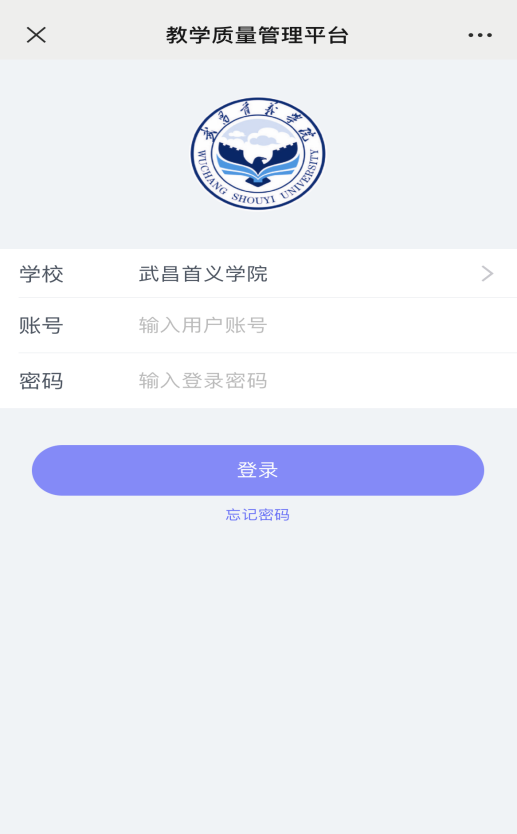 教学质量管理平台
武昌首义学院
WUCHANG SHOUYI UNIVERSITY
学校 武昌首义学院
账号 输入用户账号
密码 输入登录密码
登录
忘记密码